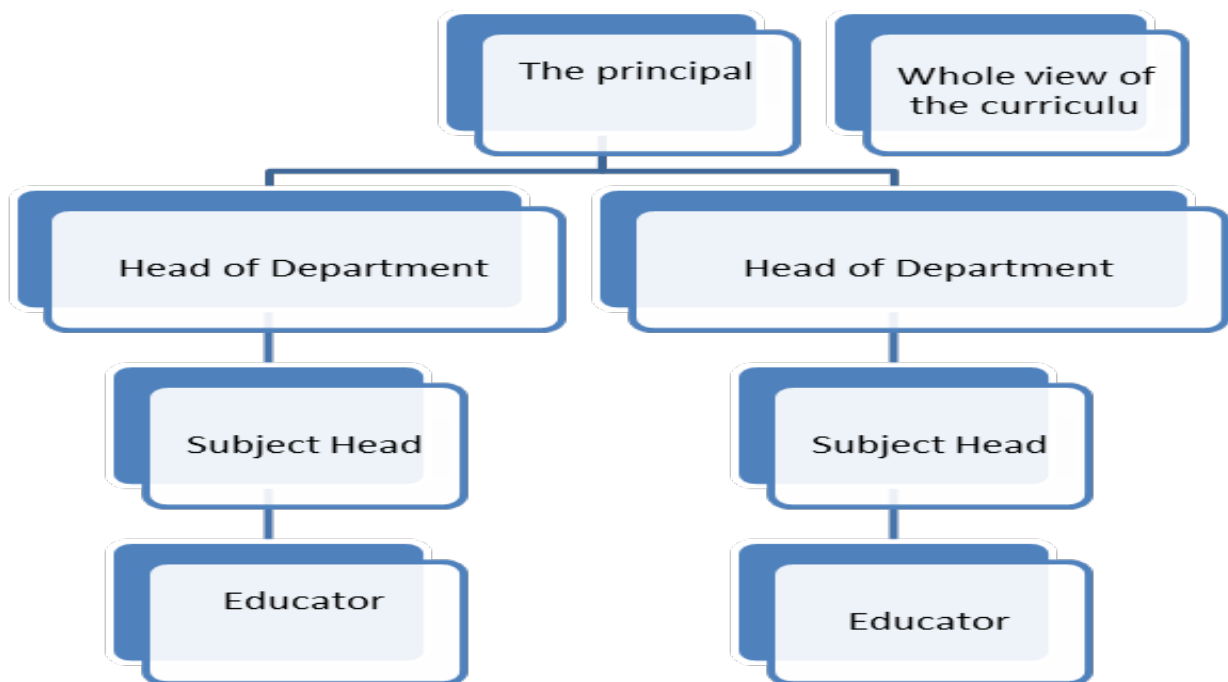 The principal
Whole view of
the curriculu
Head of Department
Head of Department
Subject Head
Subject Head
Educator
Educator